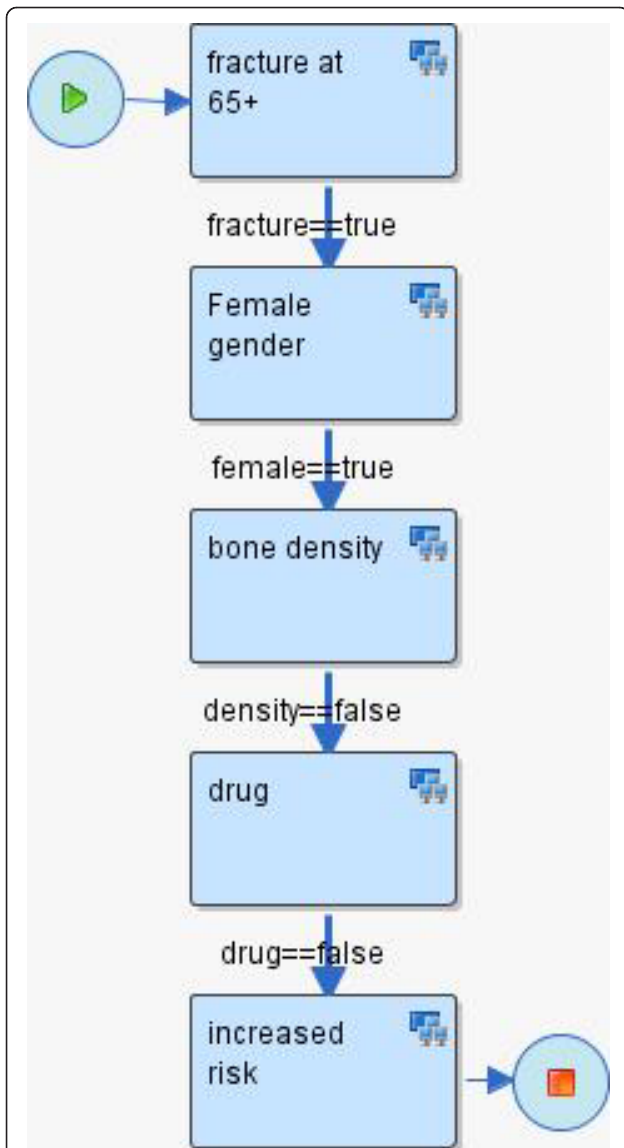 fracture at
65+
fracture==true
Female
gender
female==true
bone density
density==false
drug
drug==false
increased
risk